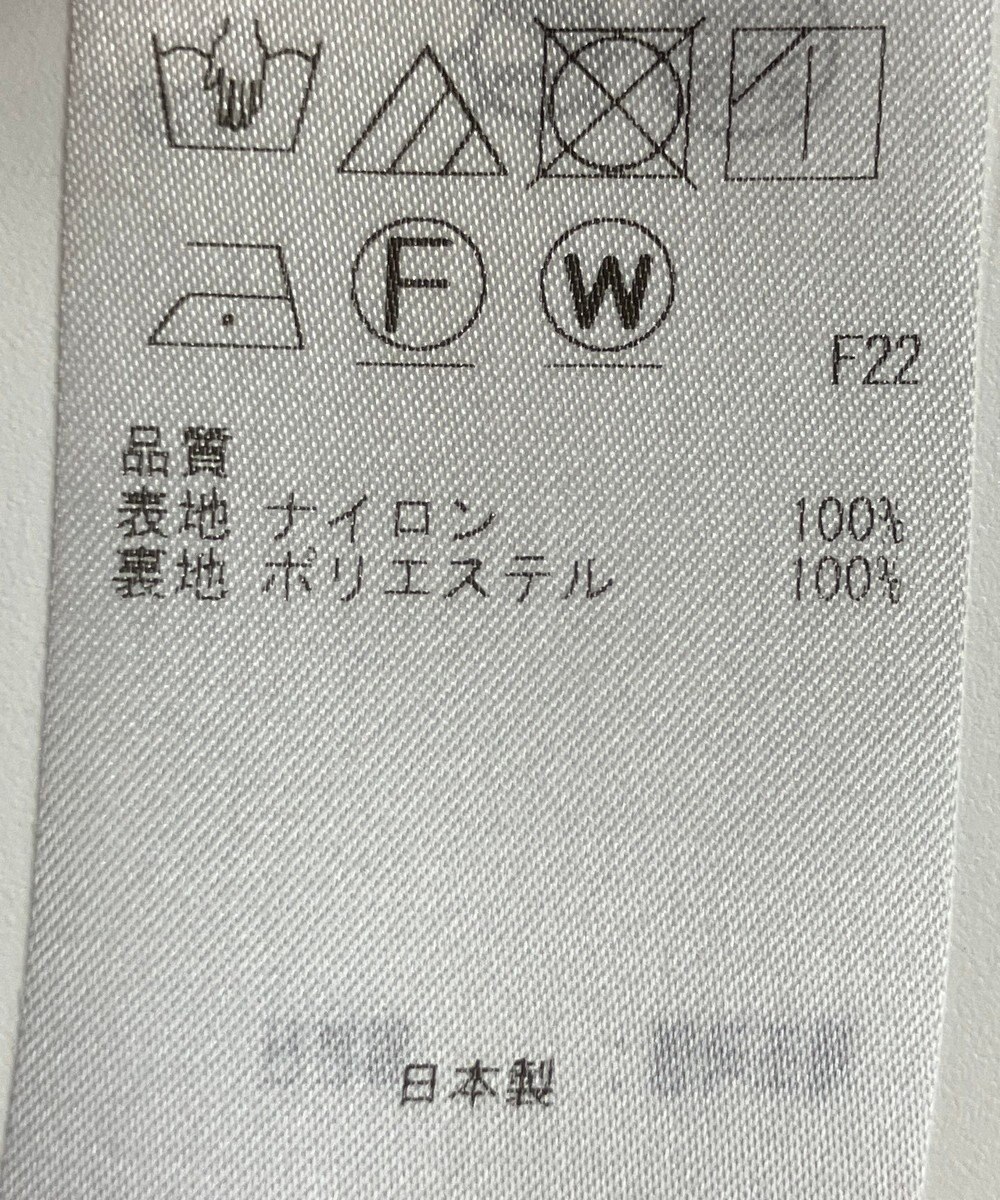 F W
F22
品質
表地 ナイロン 100%
裏地 ポリエステル 100%
日本製